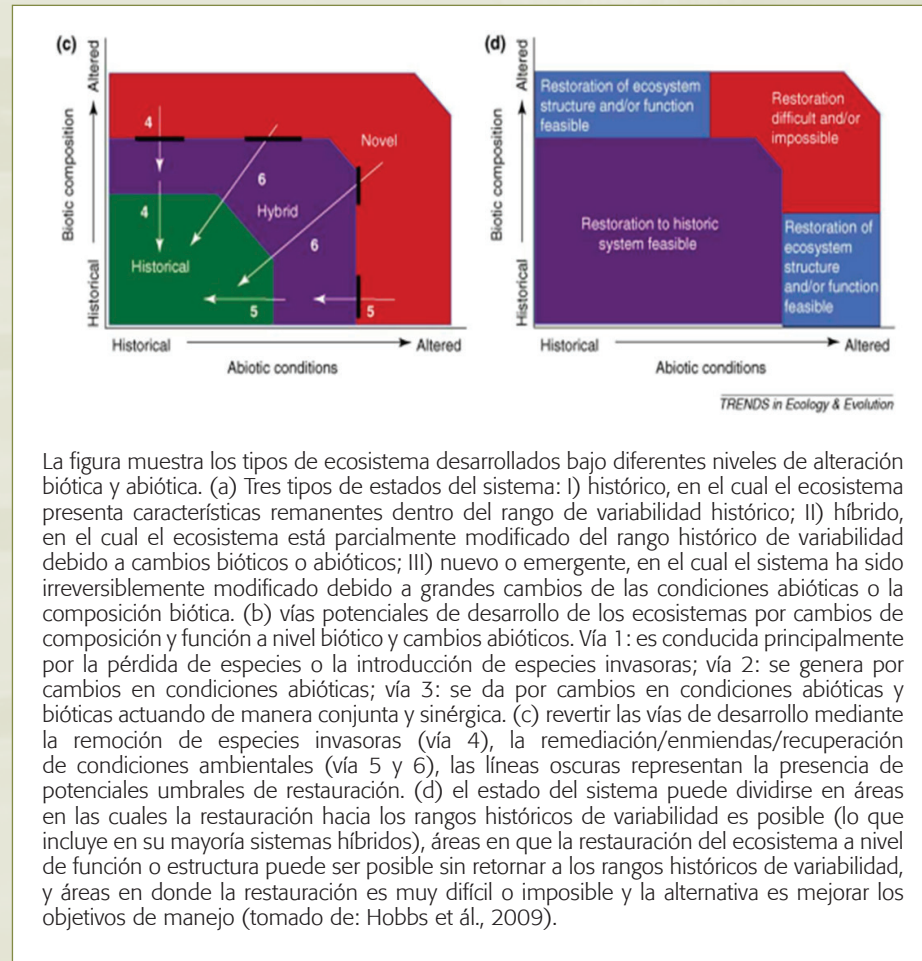 (c)
Altered
Biotic composition
Historical
4
4
6
6
5
5
Novel
Hybrid
Historical
Historical
Altered
Abiotic conditions
(d)
Altered
Biotic composition
Historical
Restoration of ecosystem
structure and/or function
feasible
Restoration
difficult and/or
impossible
Restoration to historic
system feasible
Restoration of
ecosystem
structure
and/or function
feasible
Historical
Altered
Abiotic conditions
TRENDS in Ecology & Evolution
La figura muestra los tipos de ecosistema desarrollados bajo diferentes niveles de alteración
biótica y abiótica. (a) Tres tipos de estados del sistema: I) histórico, en el cual el ecosistema
presenta características remanentes dentro del rango de variabilidad histórico; II) híbrido,
en el cual el ecosistema está parcialmente modificado del rango histórico de variabilidad
debido a cambios bióticos o abióticos; III) nuevo o emergente, en el cual el sistema ha sido
irreversiblemente modificado debido a grandes cambios de las condiciones abióticas o la
composición biótica. (b) vías potenciales de desarrollo de los ecosistemas por cambios de
composición y función a nivel biótico y cambios abióticos. Vía 1: es conducida principalmente
por la pérdida de especies o la introducción de especies invasoras; vía 2: se genera por
cambios en condiciones abióticas; vía 3: se da por cambios en condiciones abióticas y
bióticas actuando de manera conjunta y sinérgica. (c) revertir las vías de desarrollo mediante
la remoción de especies invasoras (vía 4), la remediación/enmiendas/recuperación
de condiciones ambientales (vía 5 y 6), las líneas oscuras representan la presencia de
potenciales umbrales de restauración. (d) el estado del sistema puede dividirse en áreas
en las cuales la restauración hacia los rangos históricos de variabilidad es posible (lo que
incluye en su mayoría sistemas híbridos), áreas en que la restauración del ecosistema a nivel
de función o estructura puede ser posible sin retornar a los rangos históricos de variabilidad,
y áreas en donde la restauración es muy difícil o imposible y la alternativa es mejorar los
objetivos de manejo (tomado de: Hobbs et ál., 2009).